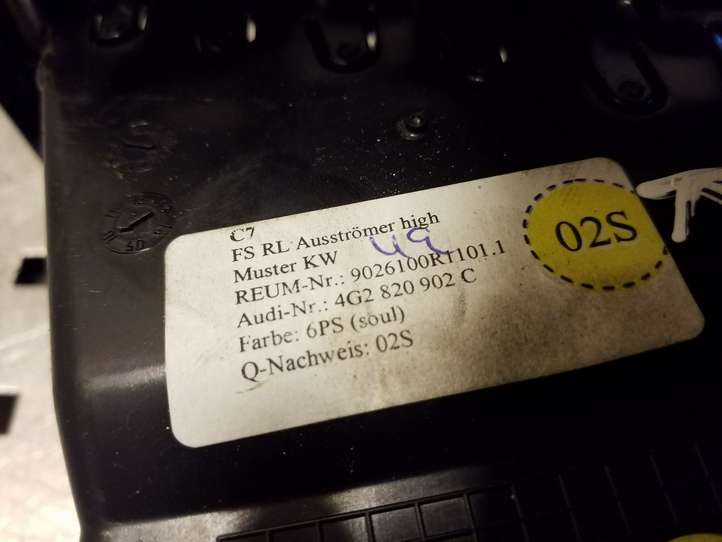 C7
FS RL Ausströmer high
Muster KW 49
REUM-Nr.: 9026100RT101.1
Audi-Nr.: 4G2 820 902 C
Farbe: 6PS (soul)
Q-Nachweis: 02S
02S